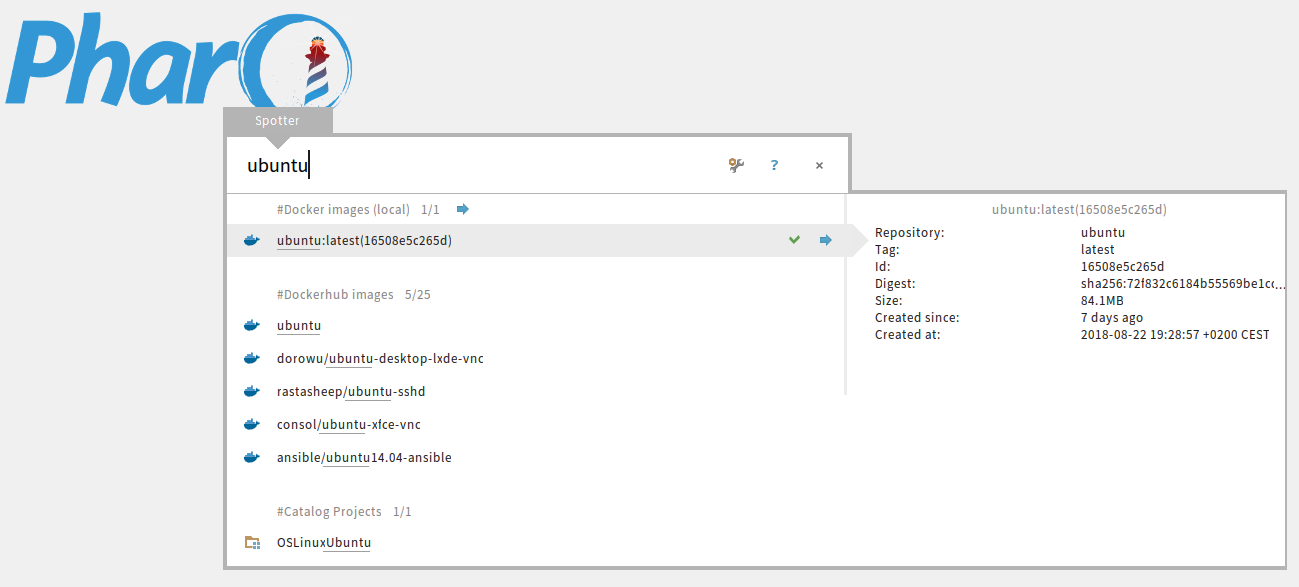 Pharo
Spotter
ubuntu
?
×
#Docker images (local) 1/1
ubuntu:latest(16508e5c265d)
#Dockerhub images 5/25
ubuntu
dorowu/ubuntu-desktop-lxde-vnc
rastasheep/ubuntu-sshd
consol/ubuntu-xfce-vnc
ansible/ubuntu14.04-ansible
#Catalog Projects 1/1
OSLinuxUbuntu
ubuntu:latest(16508e5c265d)
Repository: ubuntu
Tag: latest
Id: 16508e5c265d
Digest: sha256:72f832c6184b55569be1cc...
Size: 84.1MB
Created since: 7 days ago
Created at: 2018-08-22 19:28:57 +0200 CEST